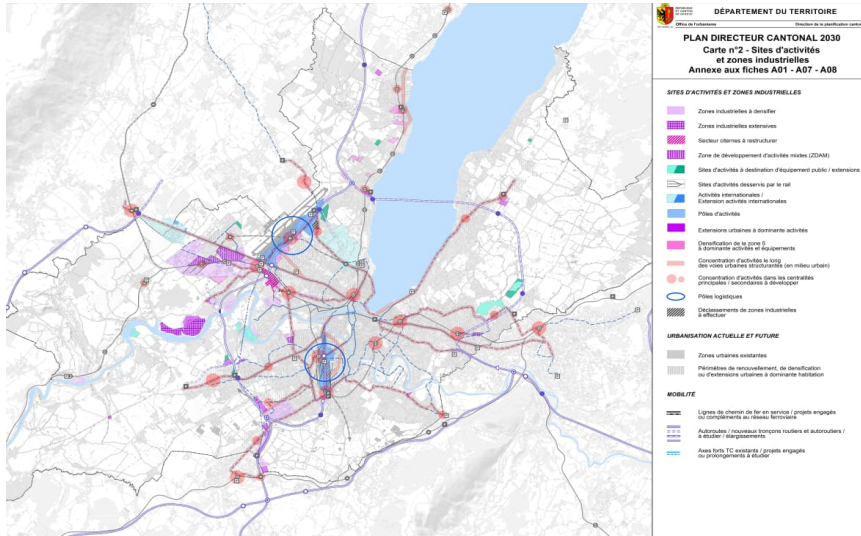 DÉPARTEMENT DU TERRITOIRE
Office de l'urbanisme
Direction de la planification
PLAN DIRECTEUR CANTONAL 2030
Carte n°2 - Sites d'activités
et zones industrielles
Annexe aux fiches A01 - A07 - A08
SITES D'ACTIVITÉS ET ZONES INDUSTRIELLES
Zones industrielles à densifier
Zones industrielles extensives
Secteur citernes à restructurer
Zone de développement d'activités mixtes (ZDAM)
Sites d'activités à destination d'équipement public / extensions
Sites d'activités desservis par le rail
Activités internationales /
Extension activités internationales
Pôles d'activités
Extensions urbaines à dominante activités
Densification de la zone 5
à dominante activités et équipements
Concentration d'activités le long
des voies urbaines structurantes (en milieu urbain)
Concentration d'activités dans les centralités
principales / secondaires à développer
Pôles logistiques
Déclassements de zones industrielles
à effectuer
URBANISATION ACTUELLE ET FUTURE
Zones urbaines existantes
Périmètres de renouvellement, de densification
ou d'extensions urbaines à dominante habitation
MOBILITÉ
Lignes de chemin de fer en service / projets engagés
ou compléments au réseau ferroviaire
Autoroutes / nouveaux tronçons routiers et autoroutiers /
à étudier / élargissements
Axes forts TC existants / projets engagés
ou prolongements à étudier